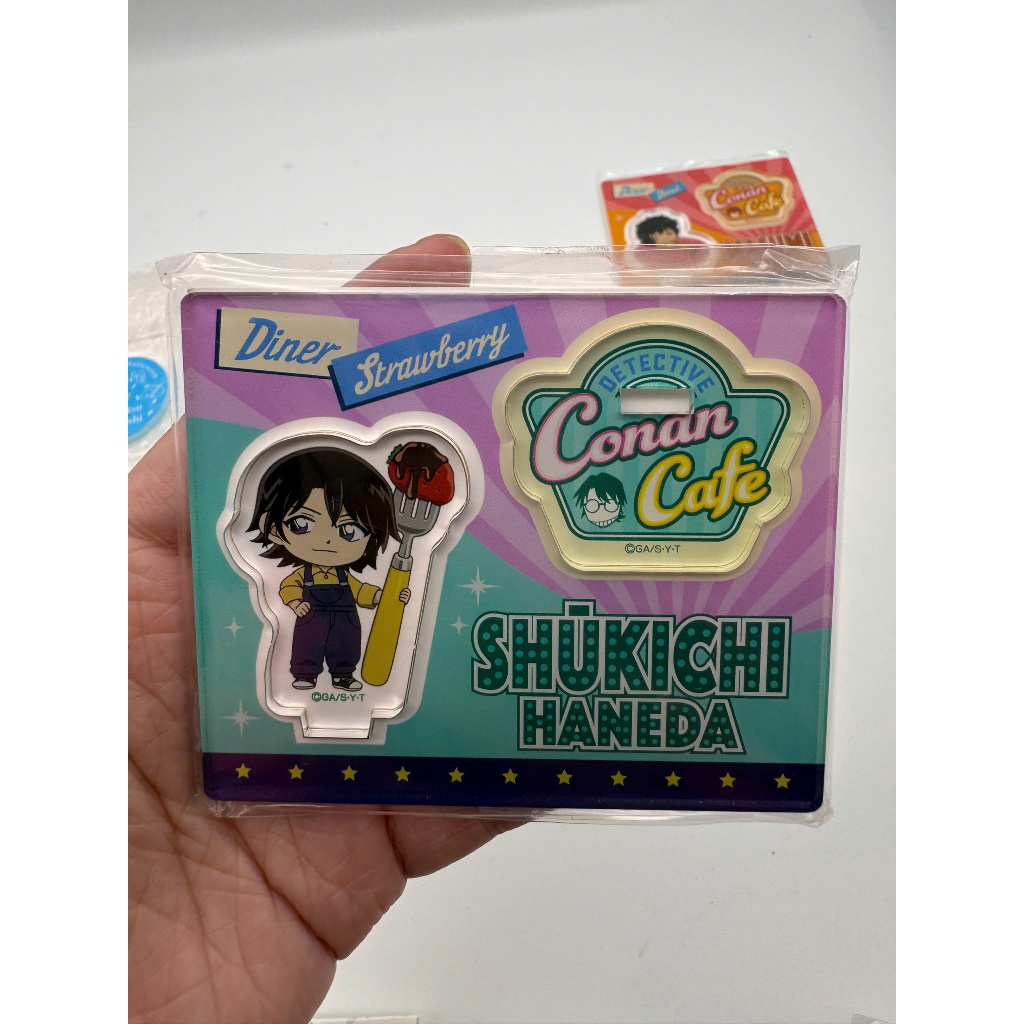 Diner
Conan
Cafe
Diner
Strawberry
DETECTIVE
Conan
Cafe
©GA/S·Y·T
SHŪKICHI
HANEDA
©GA/S·Y·T